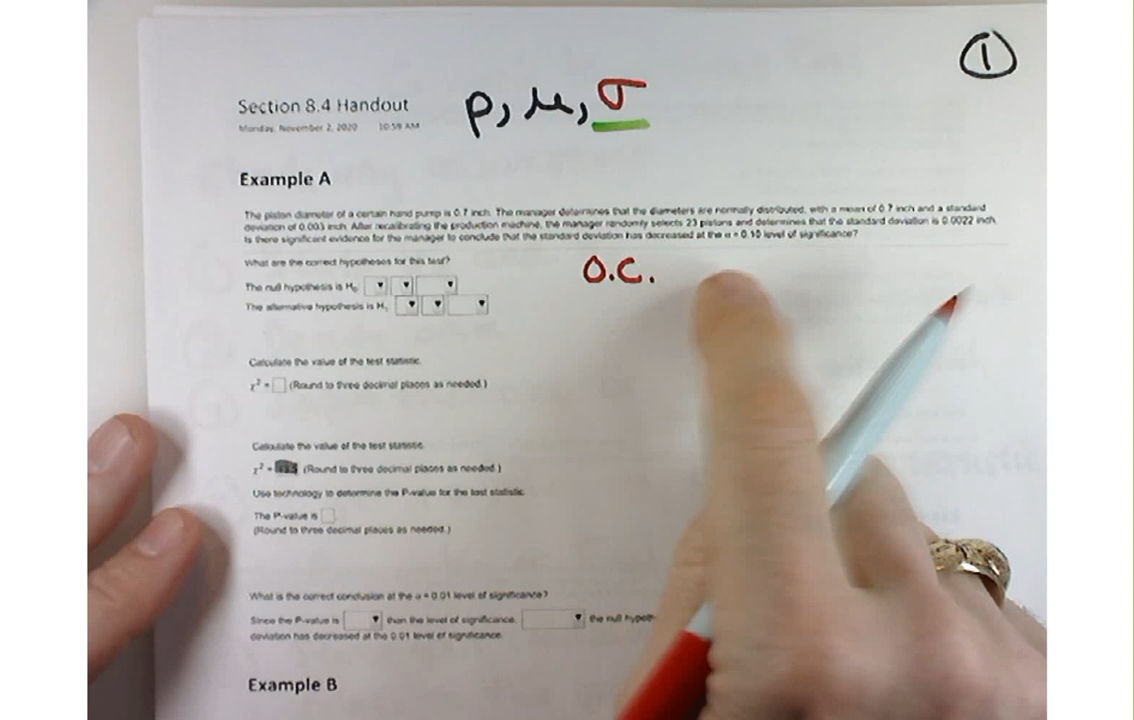 1
Section 8.4 Handout
p, μ, σ
Monday, November 2, 2020 10:59 AM
Example A
The piston diameter of a certain hand pump is 0.7 inch. The manager determines that the diameters are normally distributed, with a mean of 0.7 inch and a standard
deviation of 0.003 inch. After recalibrating the production machine, the manager randomly selects 23 pistons and determines that the standard deviation is 0.0022 inch.
Is there significant evidence for the manager to conclude that the standard deviation has decreased at the α = 0.10 level of significance?
What are the correct hypotheses for this test?
O.C.
The null hypothesis is H₀:
The alternative hypothesis is H₁:
Calculate the value of the test statistic.
χ² = (Round to three decimal places as needed.)
Calculate the value of the test statistic.
χ² = (Round to three decimal places as needed.)
Use technology to determine the P-value for the test statistic.
The P-value is
(Round to three decimal places as needed.)
What is the correct conclusion at the α = 0.01 level of significance?
Since the P-value is than the level of significance, the null hypoth
deviation has decreased at the 0.01 level of significance.
Example B